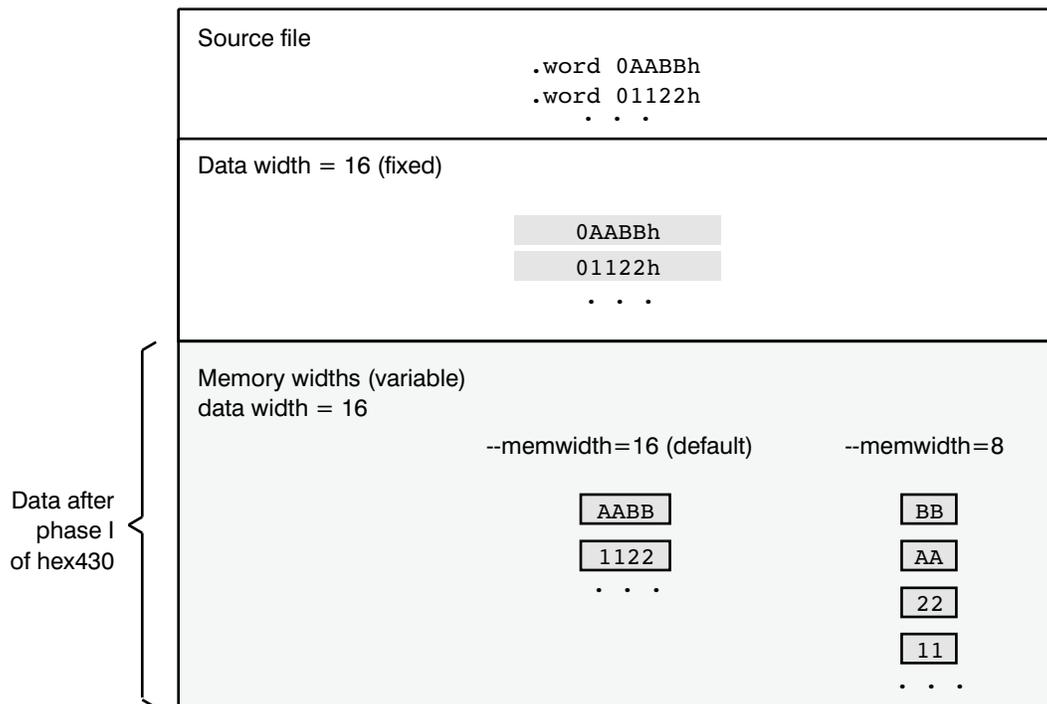 Source file
.word 0AABBh
.word 01122h
. . .
Data width = 16 (fixed)
0AABBh
01122h
. . .
Memory widths (variable)
data width = 16
--memwidth=16 (default)
--memwidth=8
Data after
phase I
of hex430
AABB
1122
. . .
BB
AA
22
11
. . .